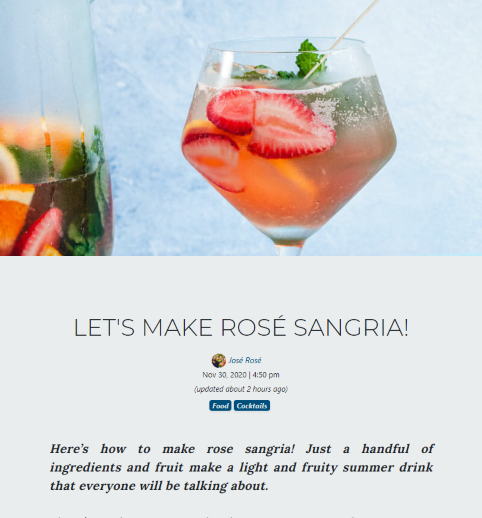 LET'S MAKE ROSÉ SANGRIA!
José Rosé
Nov 30, 2020 | 4:50 pm
(updated about 2 hours ago)
Food Cocktails
Here's how to make rose sangria! Just a handful of
ingredients and fruit make a light and fruity summer drink
that everyone will be talking about.